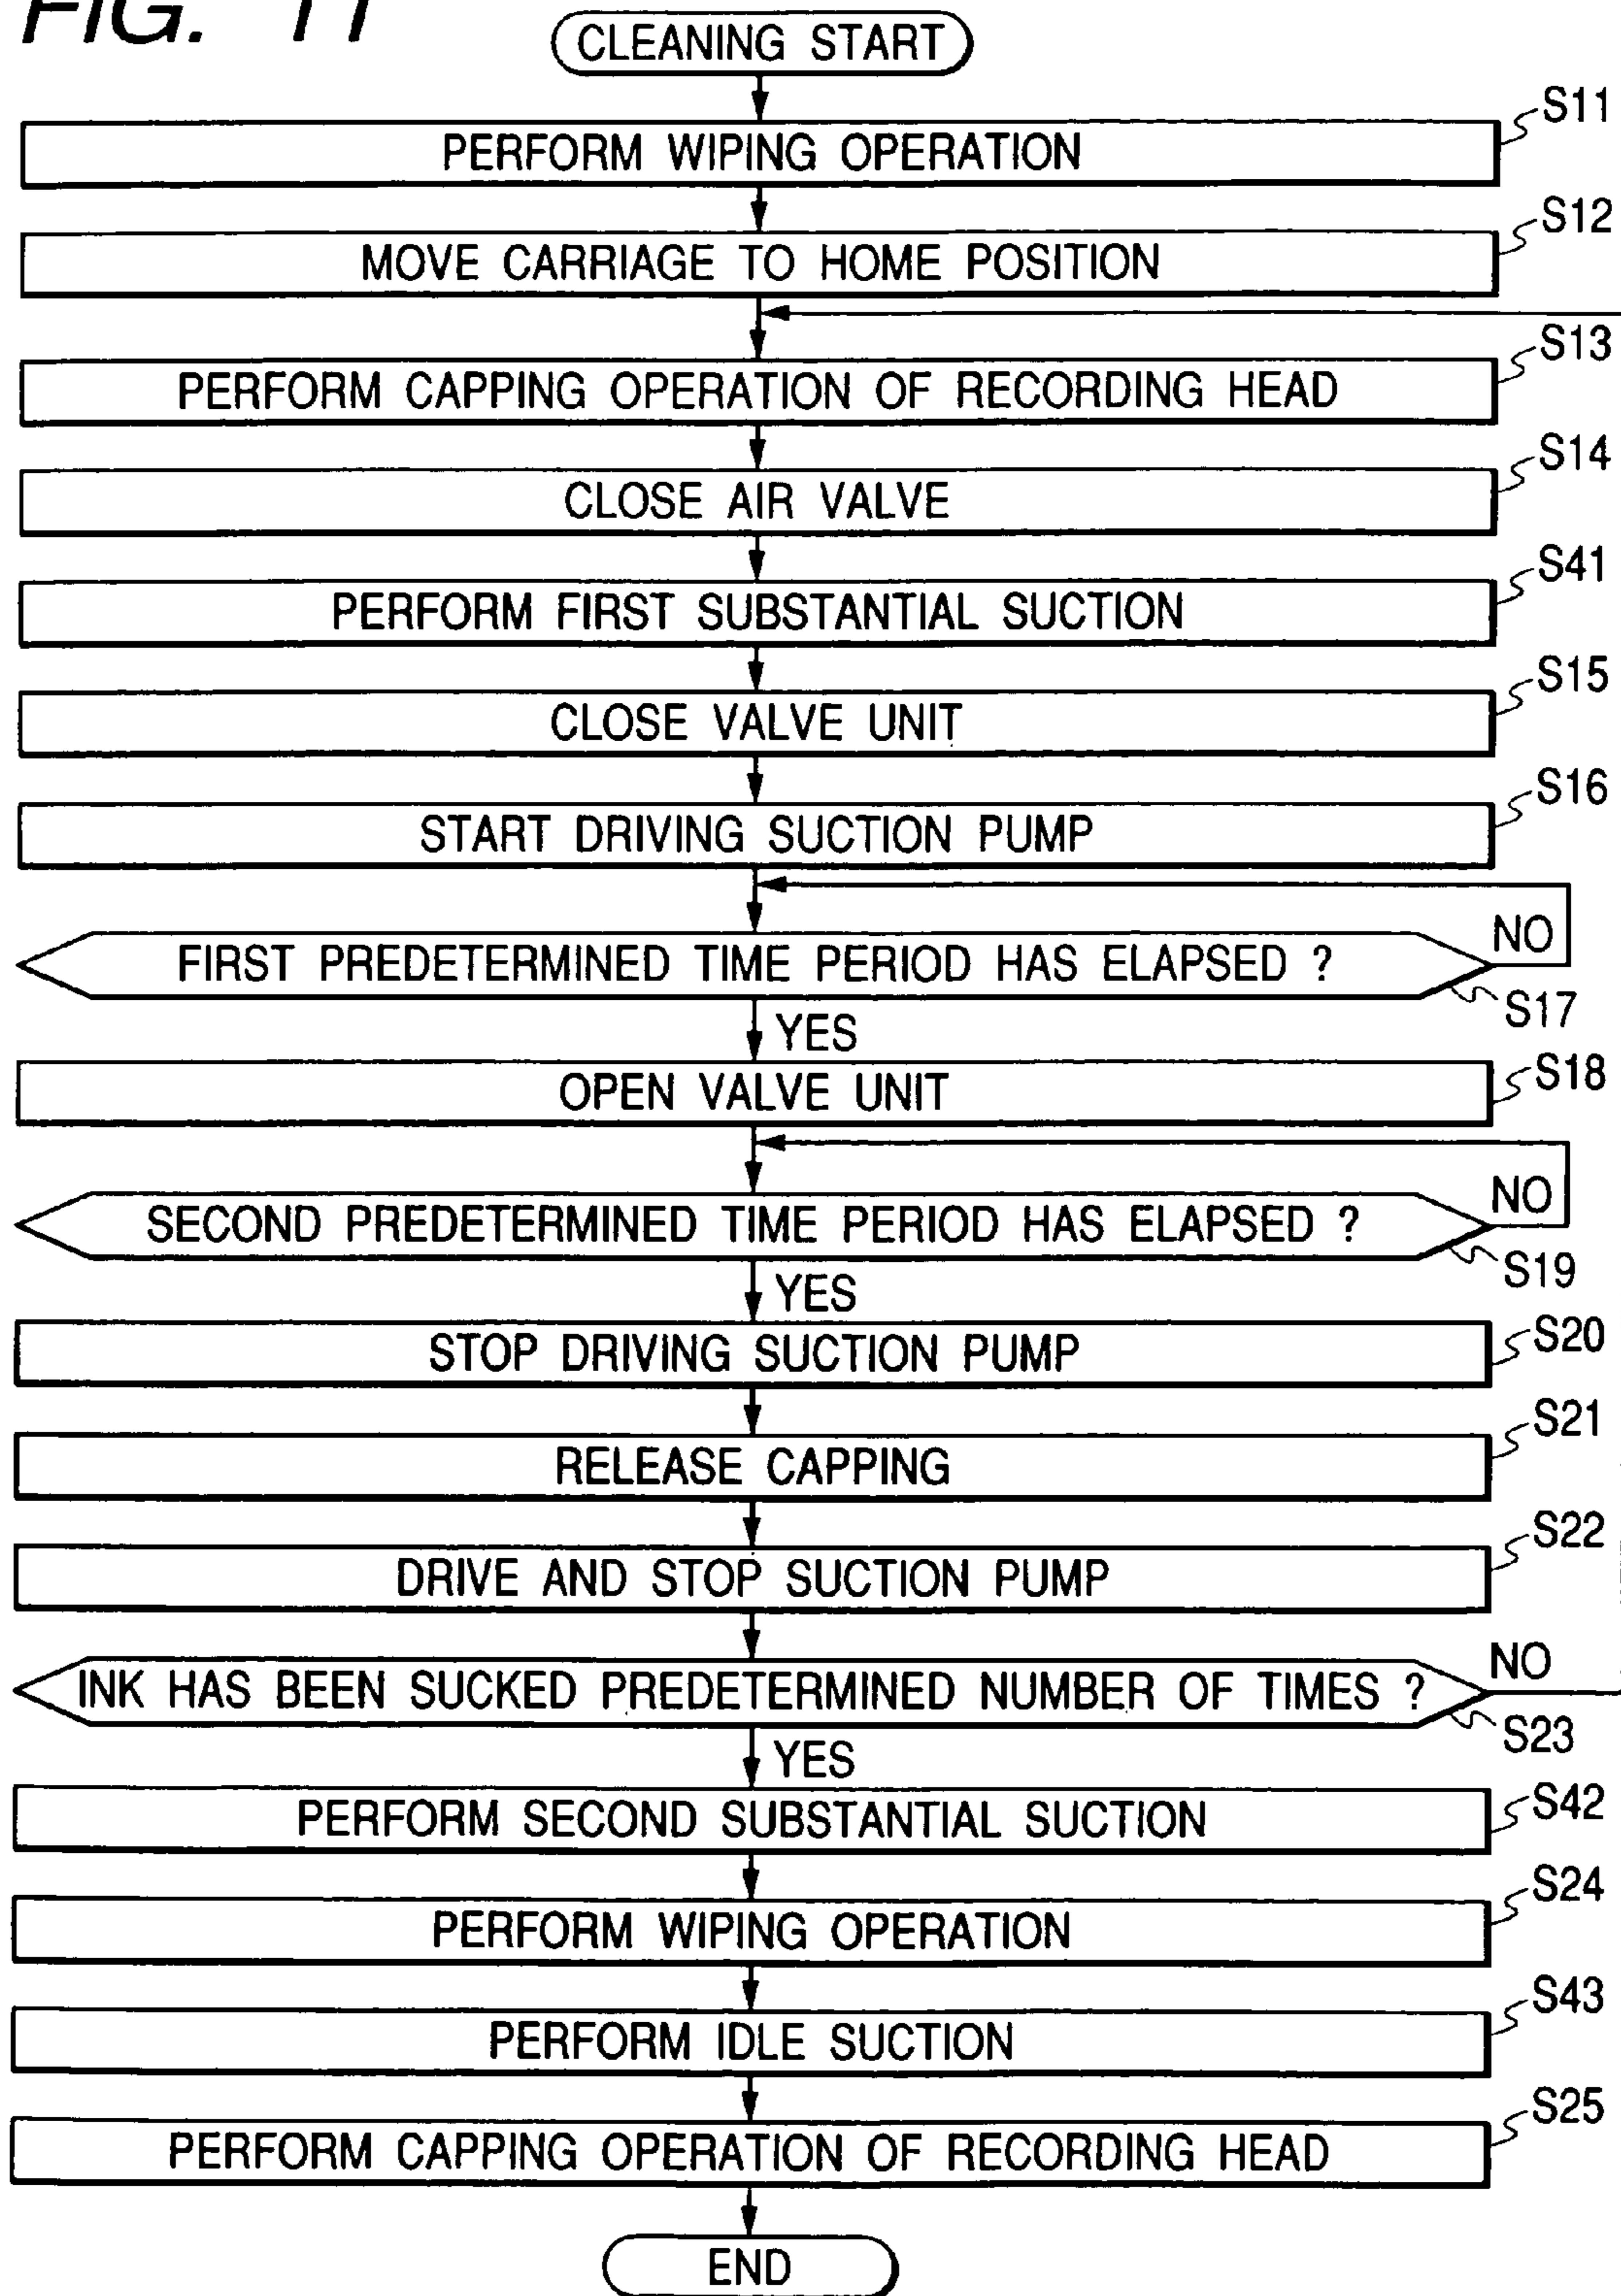 FIG. 11
CLEANING START
S11
PERFORM WIPING OPERATION
S12
MOVE CARRIAGE TO HOME POSITION
S13
PERFORM CAPPING OPERATION OF RECORDING HEAD
S14
CLOSE AIR VALVE
S41
PERFORM FIRST SUBSTANTIAL SUCTION
S15
CLOSE VALVE UNIT
S16
START DRIVING SUCTION PUMP
NO
FIRST PREDETERMINED TIME PERIOD HAS ELAPSED ?
S17
YES
S18
OPEN VALVE UNIT
NO
SECOND PREDETERMINED TIME PERIOD HAS ELAPSED ?
S19
YES
S20
STOP DRIVING SUCTION PUMP
S21
RELEASE CAPPING
S22
DRIVE AND STOP SUCTION PUMP
NO
INK HAS BEEN SUCKED PREDETERMINED NUMBER OF TIMES ?
S23
YES
S42
PERFORM SECOND SUBSTANTIAL SUCTION
S24
PERFORM WIPING OPERATION
S43
PERFORM IDLE SUCTION
S25
PERFORM CAPPING OPERATION OF RECORDING HEAD
END